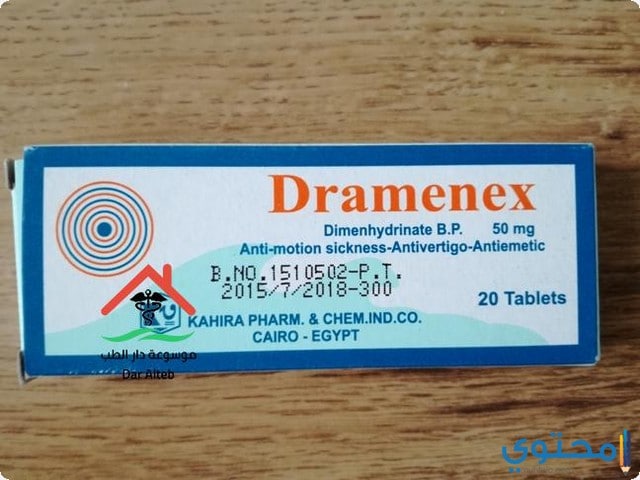 Dramenex
Dimenhydrinate B.P. 50 mg
Anti-motion sickness-Antivertigo-Antiemetic
B.NO.1510502-P.T.
2015/7/2018-300
20 Tablets
KAHIRA PHARM. & CHEM.IND.CO.
CAIRO - EGYPT
موسوعة دار الطب
Dar Alteb
محتوي